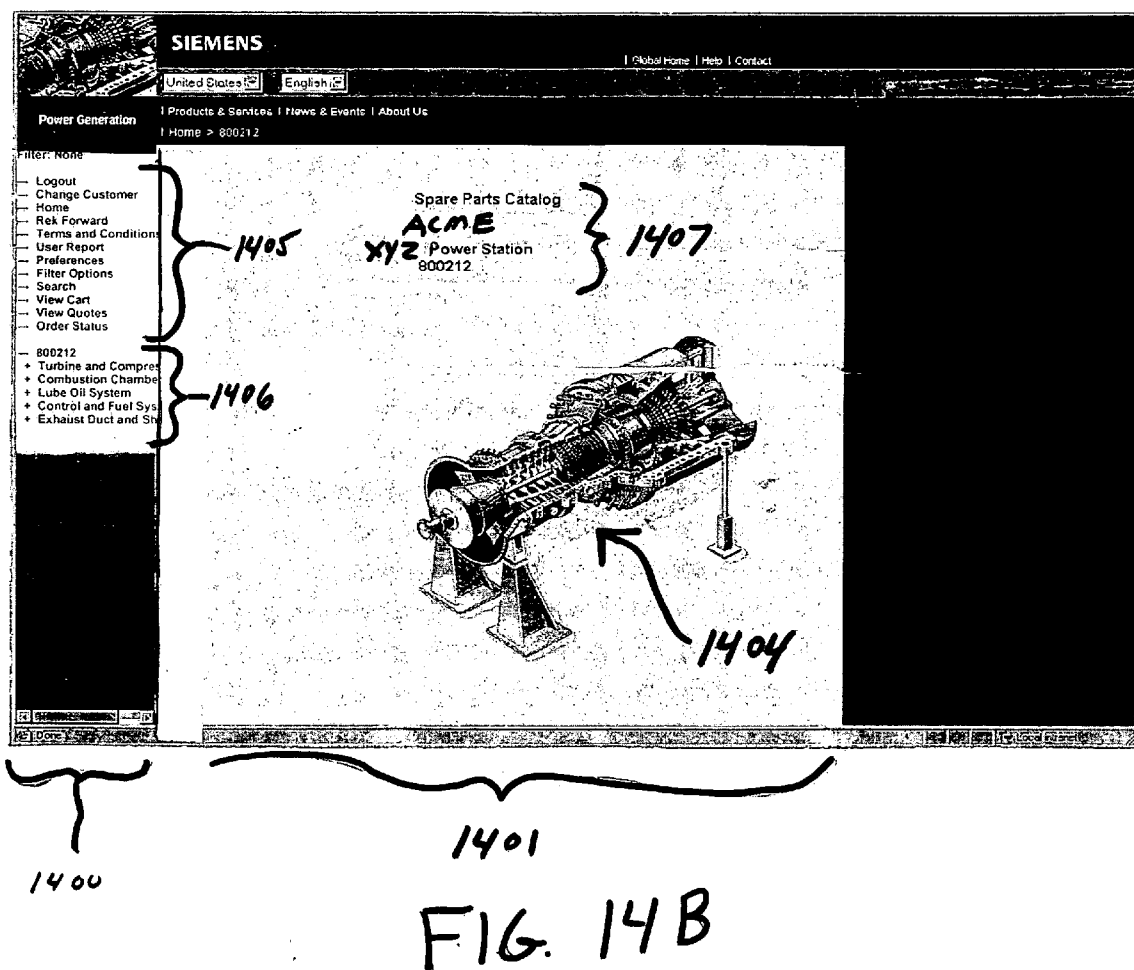 SIEMENS
| Global Home | Help | Contact
United States
English
Power Generation
| Products & Services | News & Events | About Us
| Home > 800212
Filter: None
— Logout
— Change Customer
— Home
— Rek Forward
— Terms and Conditions
— User Report
— Preferences
— Filter Options
— Search
— View Cart
— View Quotes
— Order Status
1405
Spare Parts Catalog
ACME
XYZ Power Station
800212
1407
— 800212
+ Turbine and Compres
+ Combustion Chambe
+ Lube Oil System
+ Control and Fuel Sys
+ Exhaust Duct and Sh
1406
1404
Done
Local intranet
1400
1401
FIG. 14B